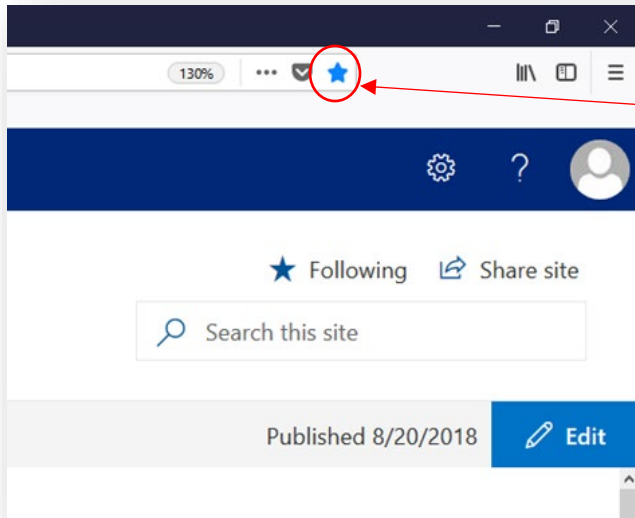 130%
?
Following
Share site
Search this site
Published 8/20/2018
Edit